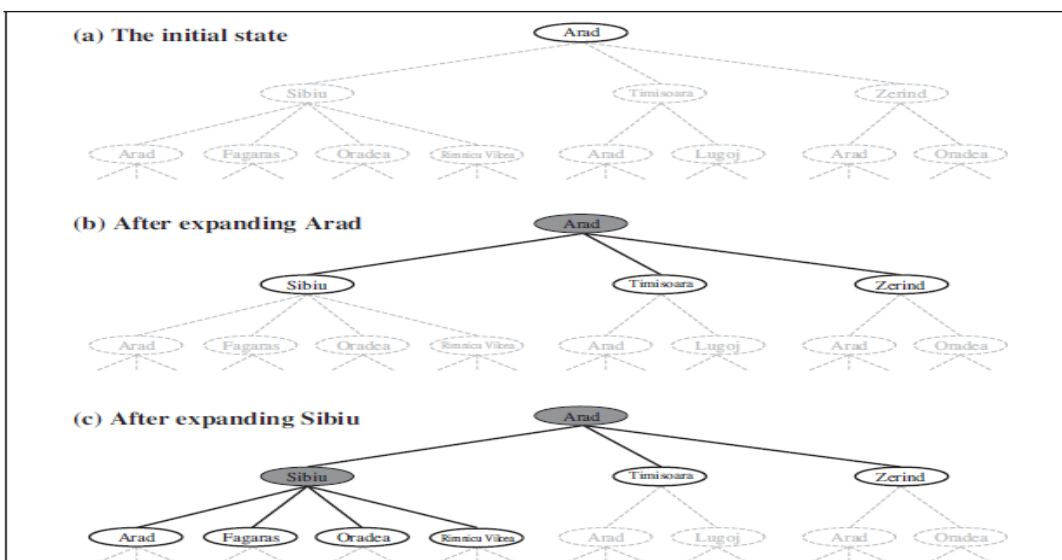 (a) The initial state
Arad
Sibiu Timisoara Zerind
Arad Fagaras Oradea Rimnicu Vilcea Arad Lugoj Arad Oradea
(b) After expanding Arad
Arad
Sibiu Timisoara Zerind
Arad Fagaras Oradea Rimnicu Vilcea Arad Lugoj Arad Oradea
(c) After expanding Sibiu
Arad
Sibiu Timisoara Zerind
Arad Fagaras Oradea Rimnicu Vilcea Arad Lugoj Arad Oradea